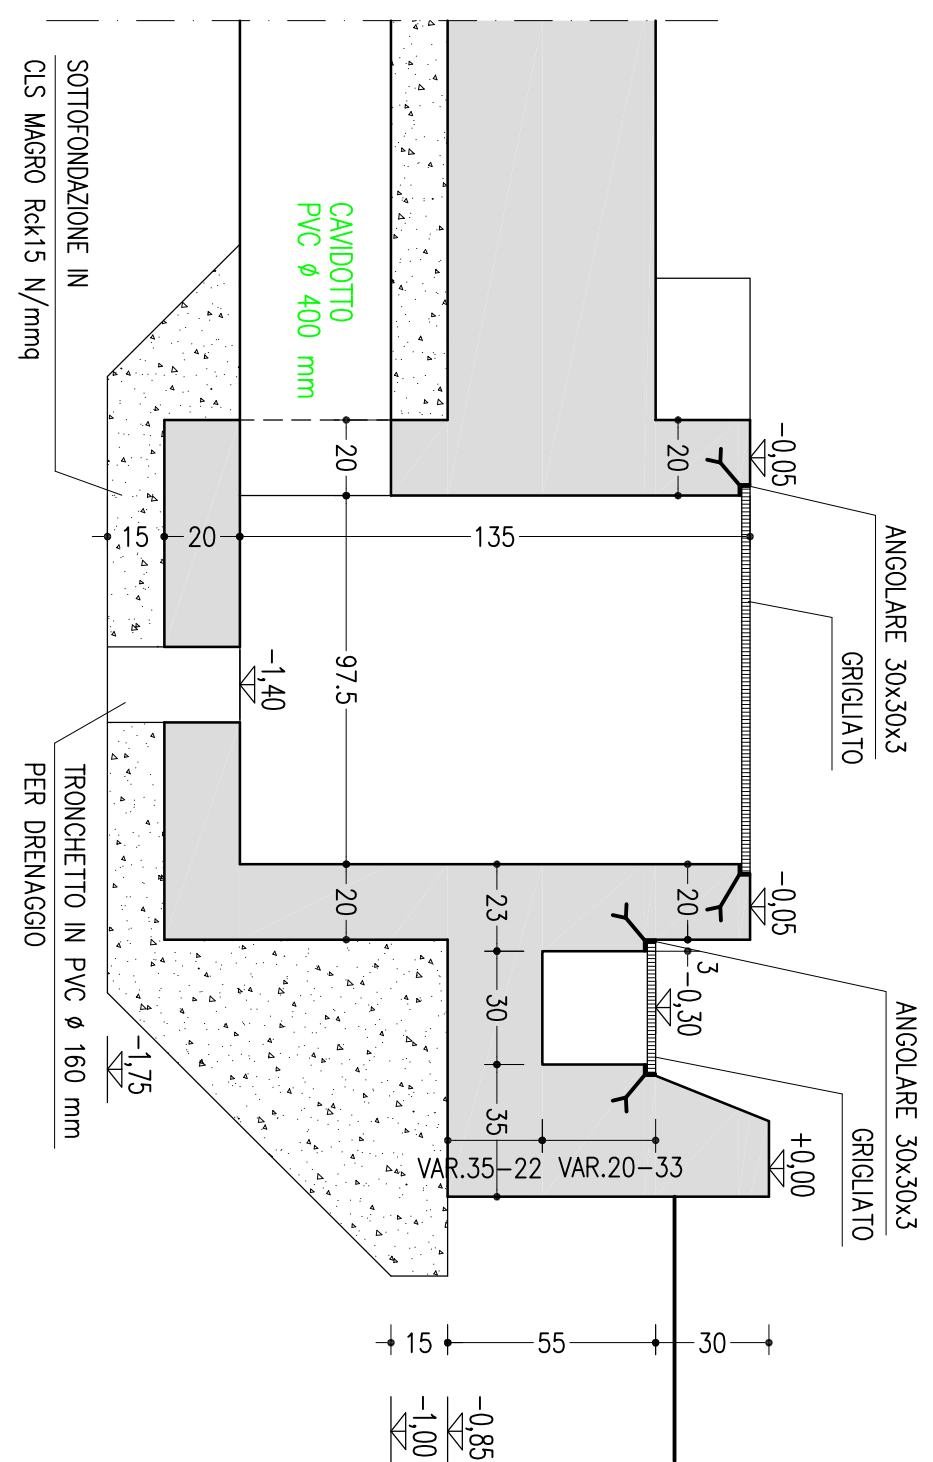 SOTTOFONDAZIONE IN
CLS MAGRO Rck15 N/mmq
CAVIDOTTO
PVC ø 400 mm
20
20
-0,05
ANGOLARE 30x30x3
GRIGLIATO
15
20
135
97.5
-1,40
TRONCHETTO IN PVC ø 160 mm
PER DRENAGGIO
20
23
20
-0,05
3
-0,30
30
35
ANGOLARE 30x30x3
GRIGLIATO
-1,75
VAR.35-22
VAR.20-33
+0,00
15
55
30
-1,00
-0,85